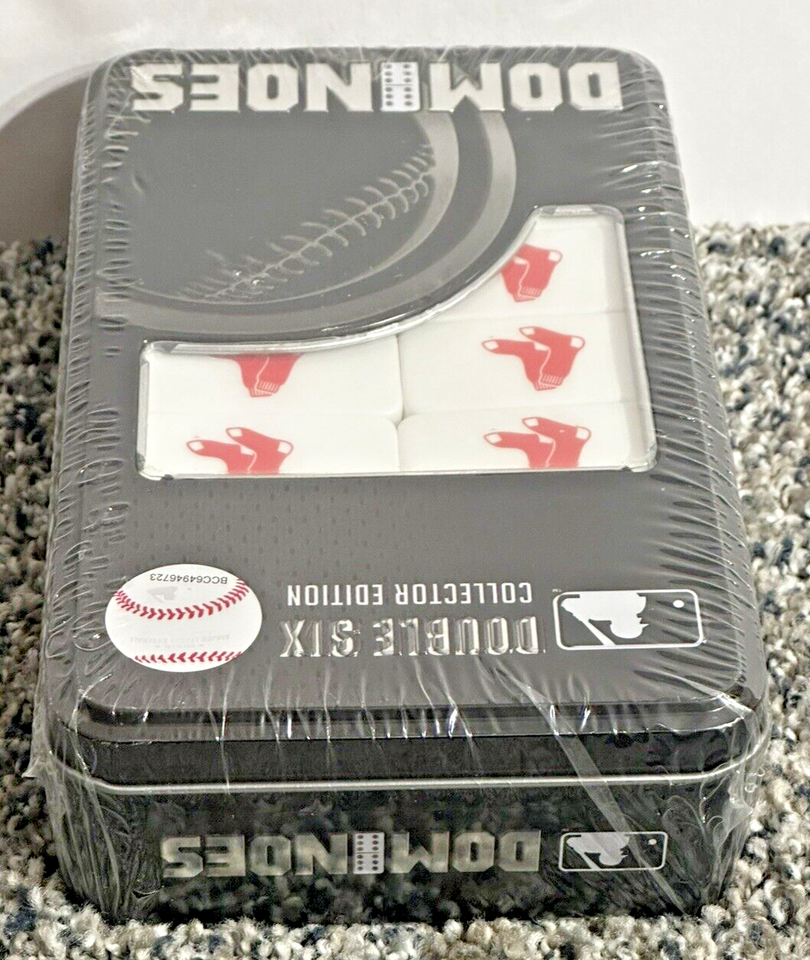 DOMINOES
DOUBLE SIX
COLLECTOR EDITION
BCC64946723
DOMINOES